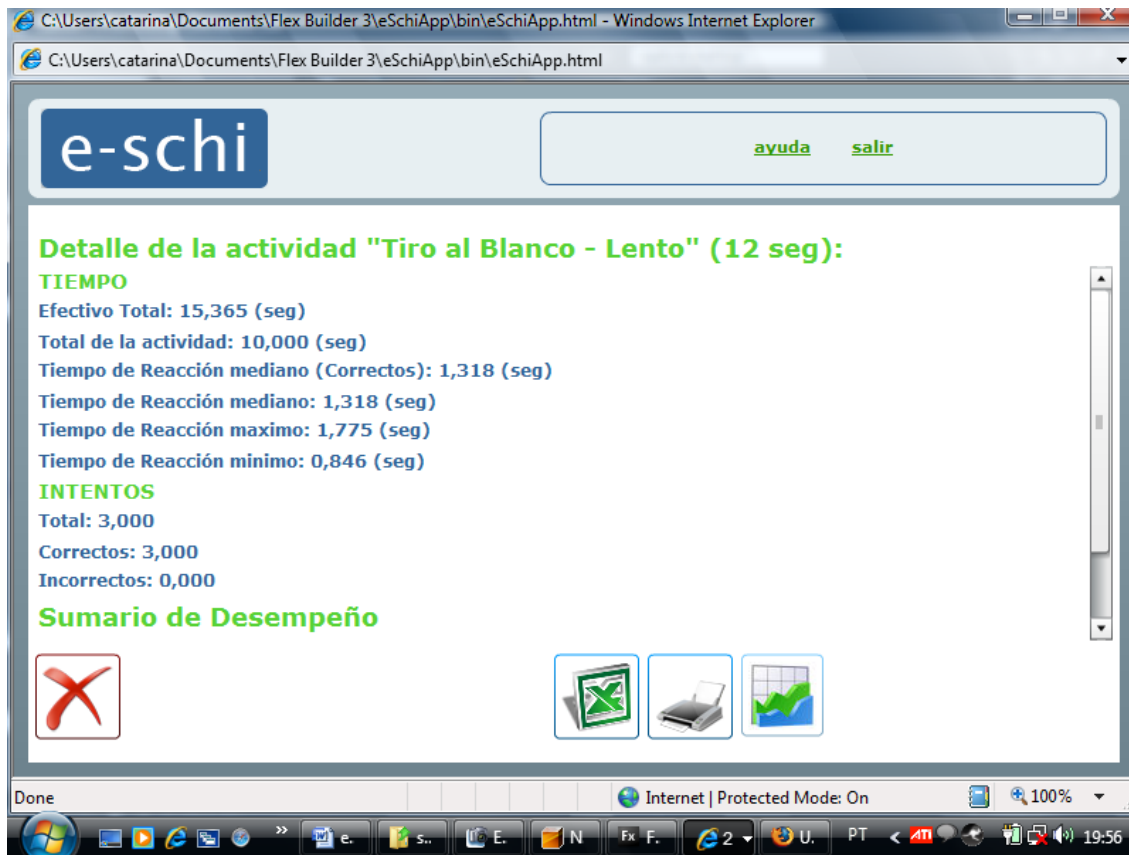 C:\Users\catarina\Documents\Flex Builder 3\eSchiApp\bin\eSchiApp.html - Windows Internet Explorer
C:\Users\catarina\Documents\Flex Builder 3\eSchiApp\bin\eSchiApp.html
e-schi
ayuda salir
Detalle de la actividad "Tiro al Blanco - Lento" (12 seg):
TIEMPO
Efectivo Total: 15,365 (seg)
Total de la actividad: 10,000 (seg)
Tiempo de Reacción mediano (Correctos): 1,318 (seg)
Tiempo de Reacción mediano: 1,318 (seg)
Tiempo de Reacción maximo: 1,775 (seg)
Tiempo de Reacción minimo: 0,846 (seg)
INTENTOS
Total: 3,000
Correctos: 3,000
Incorrectos: 0,000
Sumario de Desempeño
Done Internet | Protected Mode: On 100%
» e. s.. E. N Fx F. 2 U. PT < ATI 19:56